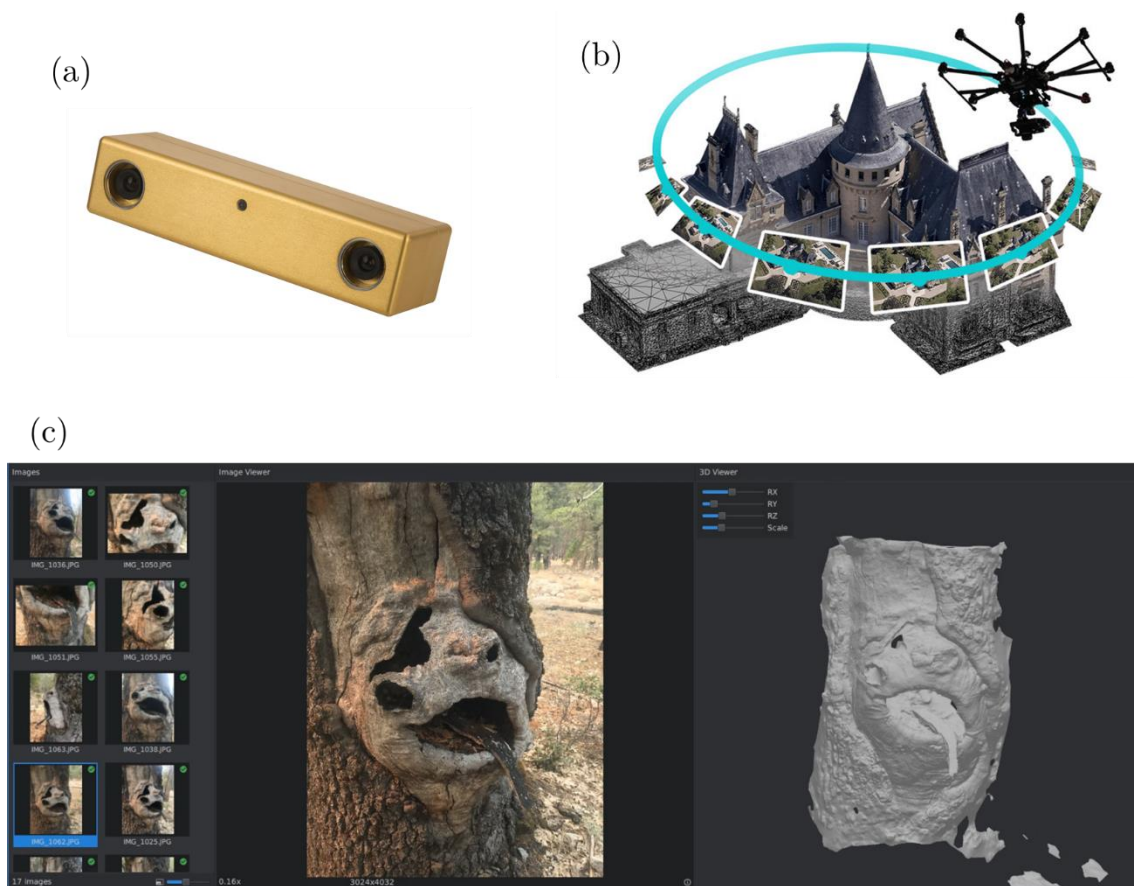 (a)
(b)
(c)
Images
Image Viewer
3D Viewer
RX
RY
RZ
Scale
IMG_1036.JPG
IMG_1050.JPG
IMG_1051.JPG
IMG_1055.JPG
IMG_1063.JPG
IMG_1038.JPG
IMG_1062.JPG
IMG_1025.JPG
17 images
0.16x
3024x4032